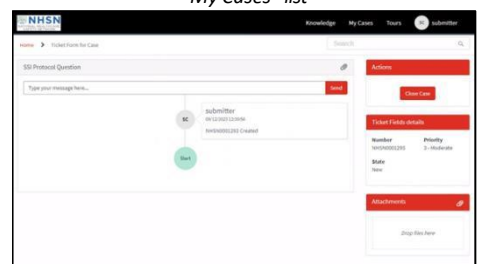 "My Cases" list
NHSN
Knowledge My Cases Tours SC submitter
Home > Ticket Form for Case Search
SSI Protocol Question
Type your message here... Send
SC submitter
NHSN0001203 Created
Start
Actions
Close Case
Ticket Fields details
Number Priority
NHSN0001203 3 - Moderate
State
New
Attachments
Drop files here